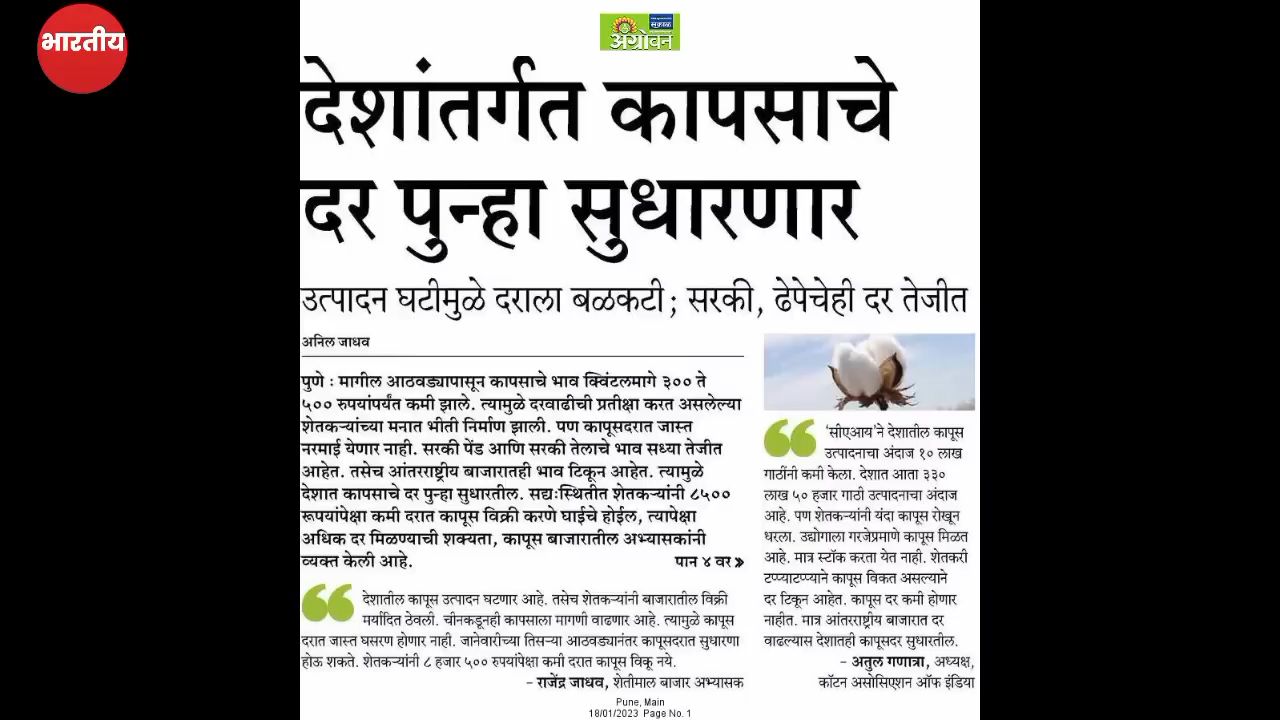 भारतीय
सकाळ
अॅग्रोवन
देशांतर्गत कापसाचे
दर पुन्हा सुधारणार
उत्पादन घटीमुळे दराला बळकटी; सरकी, ढेपेचेही दर तेजीत
अनिल जाधव
पुणे : मागील आठवड्यापासून कापसाचे भाव क्विंटलमागे ३०० ते
५०० रुपयांपर्यंत कमी झाले. त्यामुळे दरवाढीची प्रतीक्षा करत असलेल्या
शेतकऱ्यांच्या मनात भीती निर्माण झाली. पण कापूसदरात जास्त
नरमाई येणार नाही. सरकी पेंड आणि सरकी तेलाचे भाव सध्या तेजीत
आहेत. तसेच आंतरराष्ट्रीय बाजारातही भाव टिकून आहेत. त्यामुळे
देशात कापसाचे दर पुन्हा सुधारतील. सद्यःस्थितीत शेतकऱ्यांनी ८५००
रूपयांपेक्षा कमी दरात कापूस विक्री करणे घाईचे होईल, त्यापेक्षा
अधिक दर मिळण्याची शक्यता, कापूस बाजारातील अभ्यासकांनी
व्यक्त केली आहे. पान ४ वर »
देशातील कापूस उत्पादन घटणार आहे. तसेच शेतकऱ्यांनी बाजारातील विक्री
मर्यादित ठेवली. चीनकडूनही कापसाला मागणी वाढणार आहे. त्यामुळे कापूस
दरात जास्त घसरण होणार नाही. जानेवारीच्या तिसऱ्या आठवड्यानंतर कापूसदरात सुधारणा
होऊ शकते. शेतकऱ्यांनी ८ हजार ५०० रुपयांपेक्षा कमी दरात कापूस विकू नये.
– राजेंद्र जाधव, शेतीमाल बाजार अभ्यासक
'सीएआय'ने देशातील कापूस
उत्पादनाचा अंदाज १० लाख
गाठींनी कमी केला. देशात आता ३३०
लाख ५० हजार गाठी उत्पादनाचा अंदाज
आहे. पण शेतकऱ्यांनी यंदा कापूस रोखून
धरला. उद्योगाला गरजेप्रमाणे कापूस मिळत
आहे. मात्र स्टॉक करता येत नाही. शेतकरी
टप्प्याटप्प्याने कापूस विकत असल्याने
दर टिकून आहेत. कापूस दर कमी होणार
नाहीत. मात्र आंतरराष्ट्रीय बाजारात दर
वाढल्यास देशातही कापूसदर सुधारतील.
– अतुल गणात्रा, अध्यक्ष,
कॉटन असोसिएशन ऑफ इंडिया
Pune, Main
18/01/2023 Page No. 1